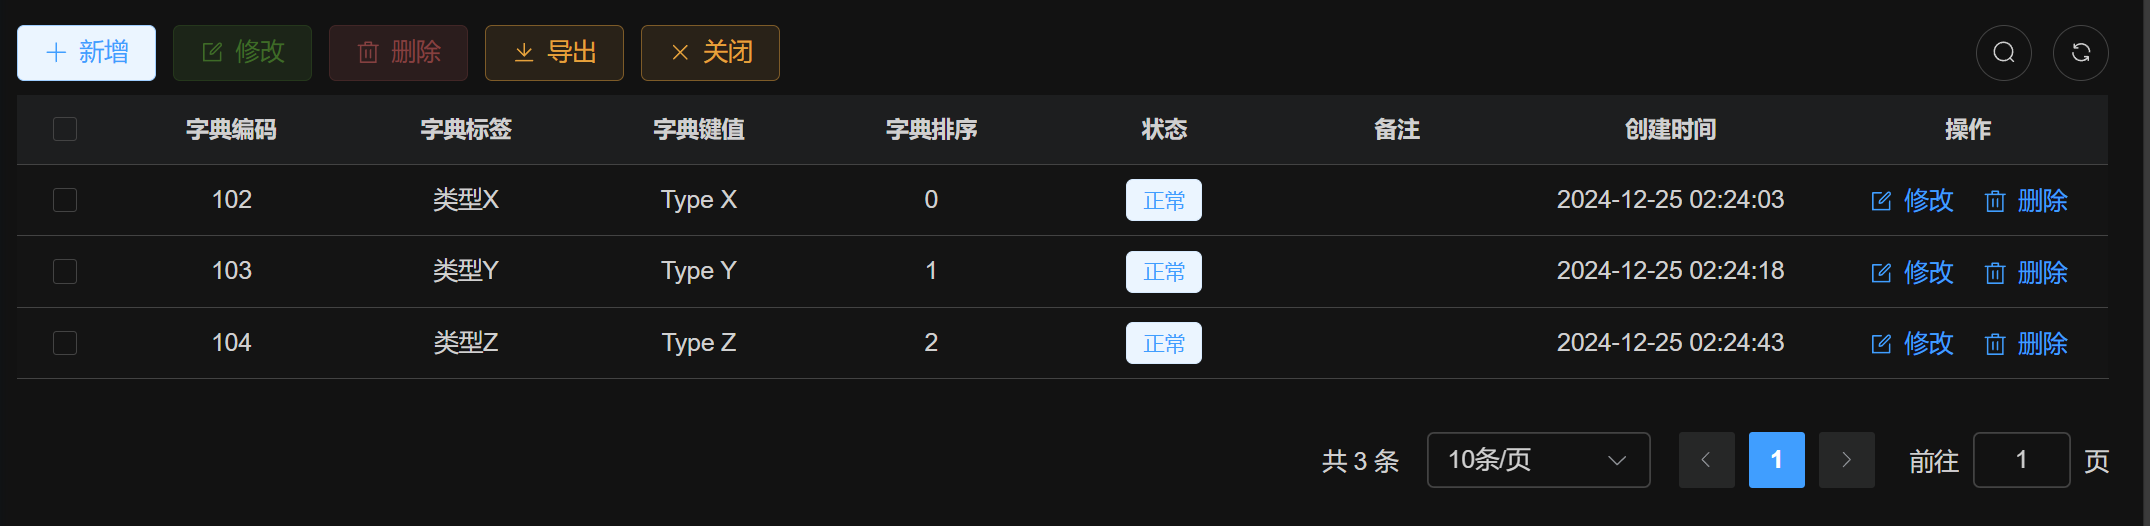 新增 修改 删除 导出 关闭
字典编码 字典标签 字典键值 字典排序 状态 备注 创建时间 操作
102 类型X Type X 0 正常 2024-12-25 02:24:03 修改 删除
103 类型Y Type Y 1 正常 2024-12-25 02:24:18 修改 删除
104 类型Z Type Z 2 正常 2024-12-25 02:24:43 修改 删除
共 3 条 10条/页 1 前往 1 页